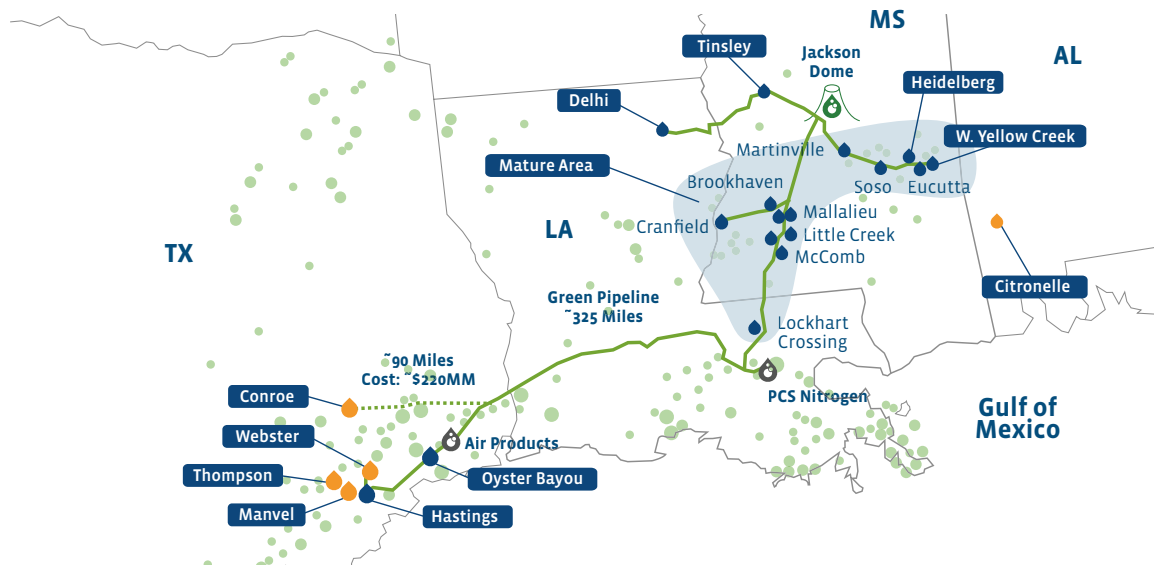 MS
Tinsley
Jackson
Dome
AL
Heidelberg
Delhi
W. Yellow Creek
Martinville
Mature Area
Brookhaven
Soso
Eucutta
Mallalieu
Cranfield
LA
Little Creek
TX
McComb
Citronelle
Green Pipeline
~325 Miles
Lockhart
Crossing
~90 Miles
Cost: ~$220MM
Conroe
PCS Nitrogen
Gulf of
Mexico
Webster
Air Products
Thompson
Oyster Bayou
Manvel
Hastings